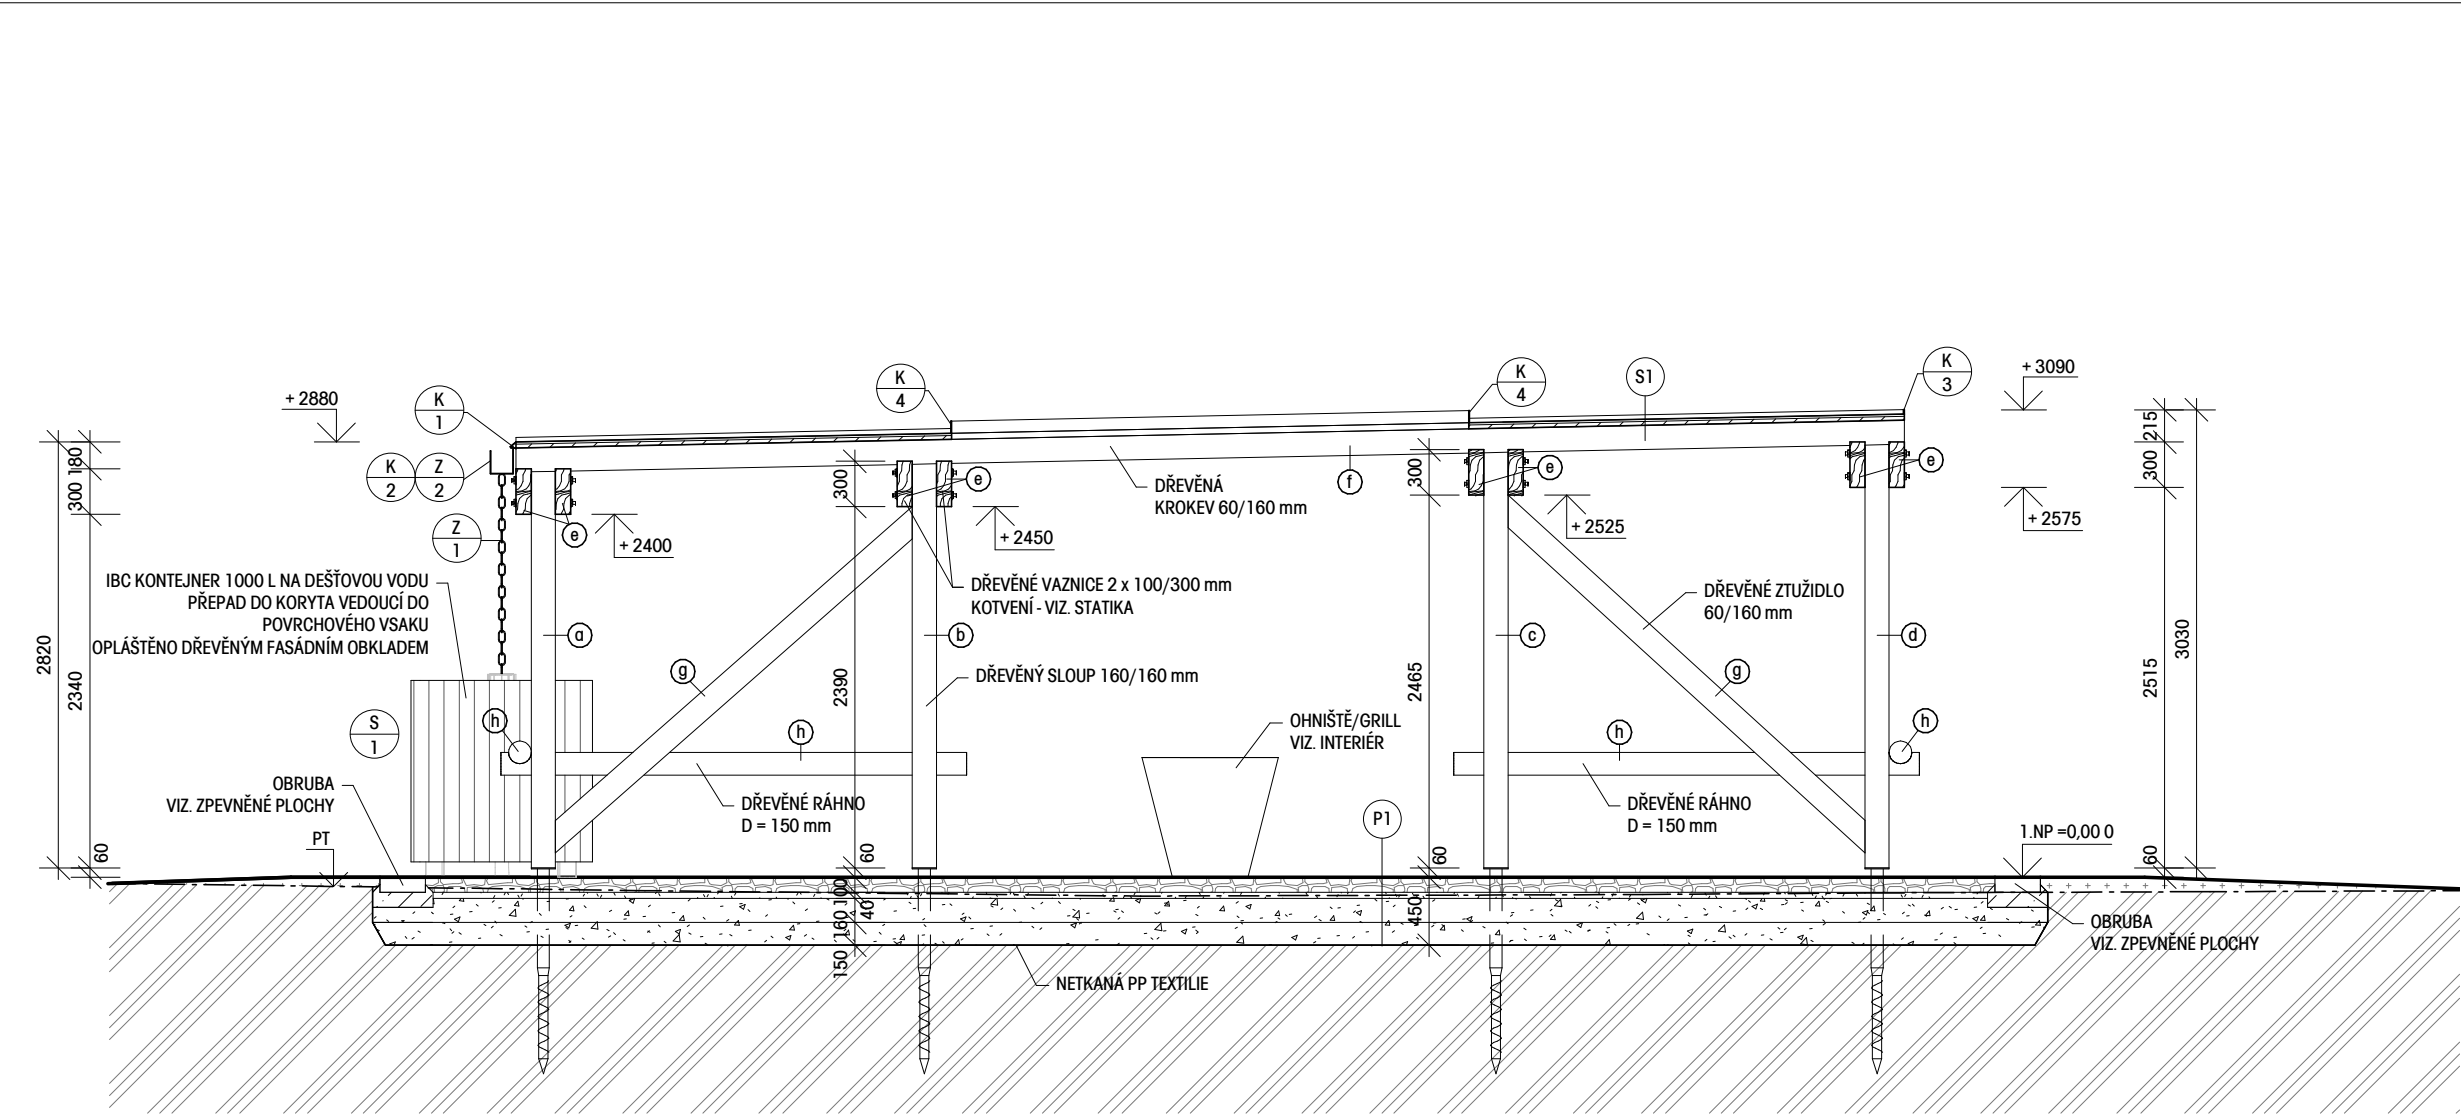 K
3
+ 3090
K
4
K
4
S1
+ 2880
K
1
K
2
Z
2
180
300
2820
2340
60
215
300
3030
2515
60
300
e
f
DŘEVĚNÁ
KROKEV 60/160 mm
300
e
e
e
+ 2400
+ 2450
+ 2525
+ 2575
Z
1
IBC KONTEJNER 1000 L NA DEŠŤOVOU VODU
PŘEPAD DO KORYTA VEDOUCÍ DO
POVRCHOVÉHO VSAKU
OPLÁŠTĚNO DŘEVĚNÝM FASÁDNÍM OBKLADEM
DŘEVĚNÉ VAZNICE 2 x 100/300 mm
KOTVENÍ - VIZ. STATIKA
DŘEVĚNÉ ZTUŽIDLO
60/160 mm
a
b
c
d
g
g
DŘEVĚNÝ SLOUP 160/160 mm
2390
2465
S
1
h
h
h
h
OHNIŠTĚ/GRILL
VIZ. INTERIÉR
OBRUBA
VIZ. ZPEVNĚNÉ PLOCHY
DŘEVĚNÉ RÁHNO
D = 150 mm
P1
DŘEVĚNÉ RÁHNO
D = 150 mm
PT
1.NP =0,00 0
60
100
40
160
150
60
450
OBRUBA
VIZ. ZPEVNĚNÉ PLOCHY
NETKANÁ PP TEXTILIE